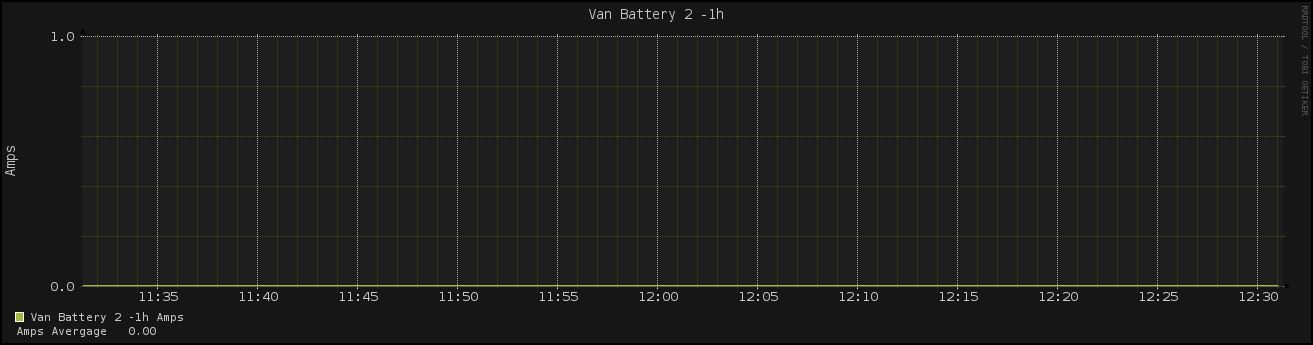 Van Battery 2 -1h
RRDTOOL / TOBI OETIKER
1.0
Amps
0.0
11:35 11:40 11:45 11:50 11:55 12:00 12:05 12:10 12:15 12:20 12:25 12:30
Van Battery 2 -1h Amps
Amps Avergage 0.00